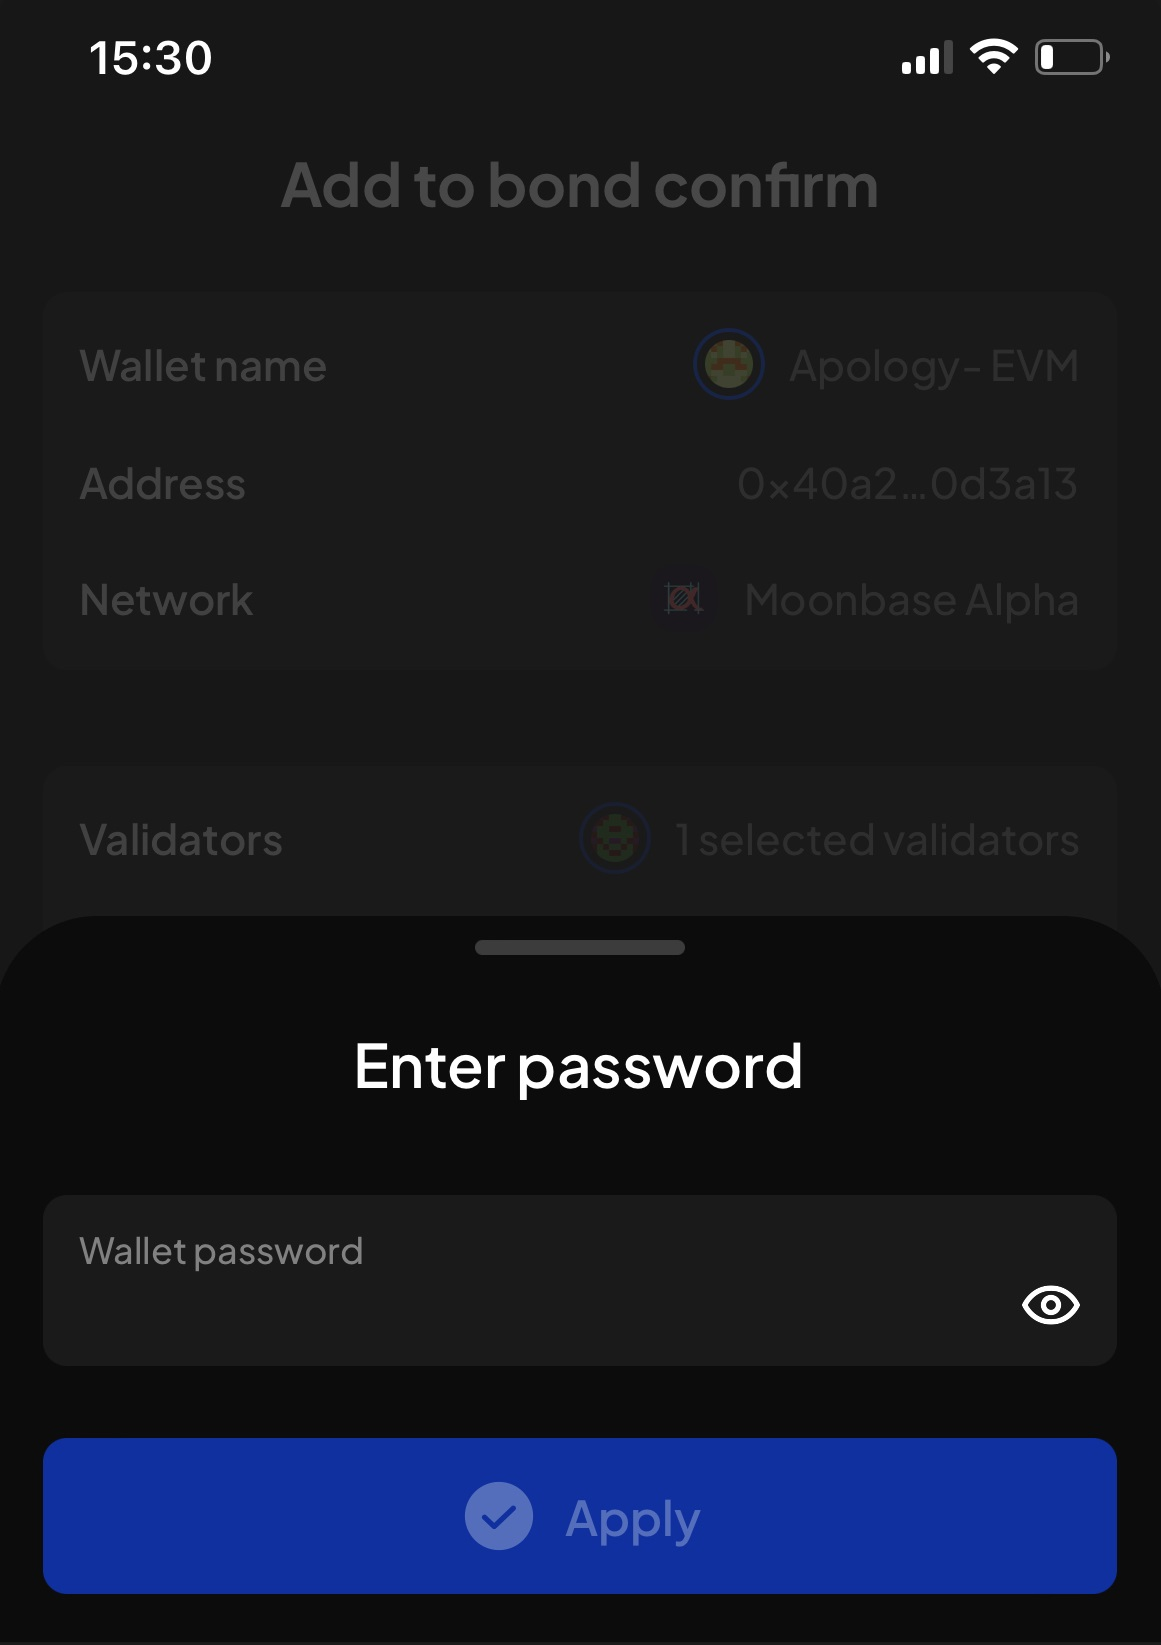 15:30
Add to bond confirm
Wallet name Apology- EVM
Address 0x40a2...0d3a13
Network Moonbase Alpha
Validators 1 selected validators
Enter password
Wallet password
Apply